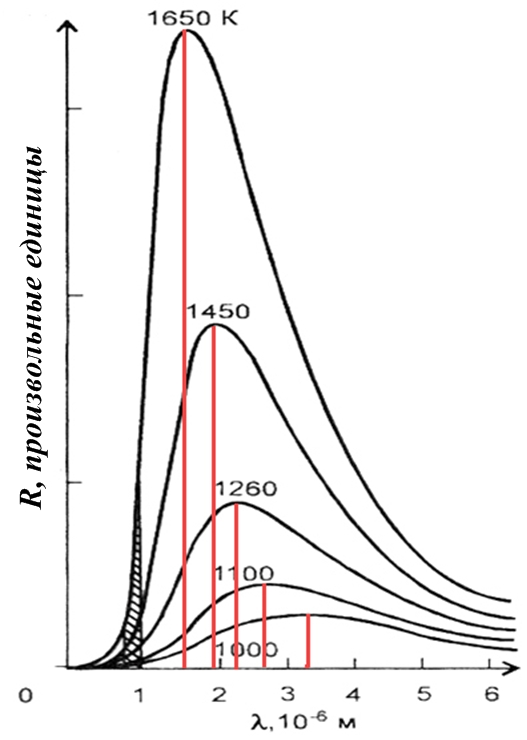 1650 К
R, произвольные единицы
1450
1260
1100
1000
0 1 2 3 4 5 6
λ, 10⁻⁶ м